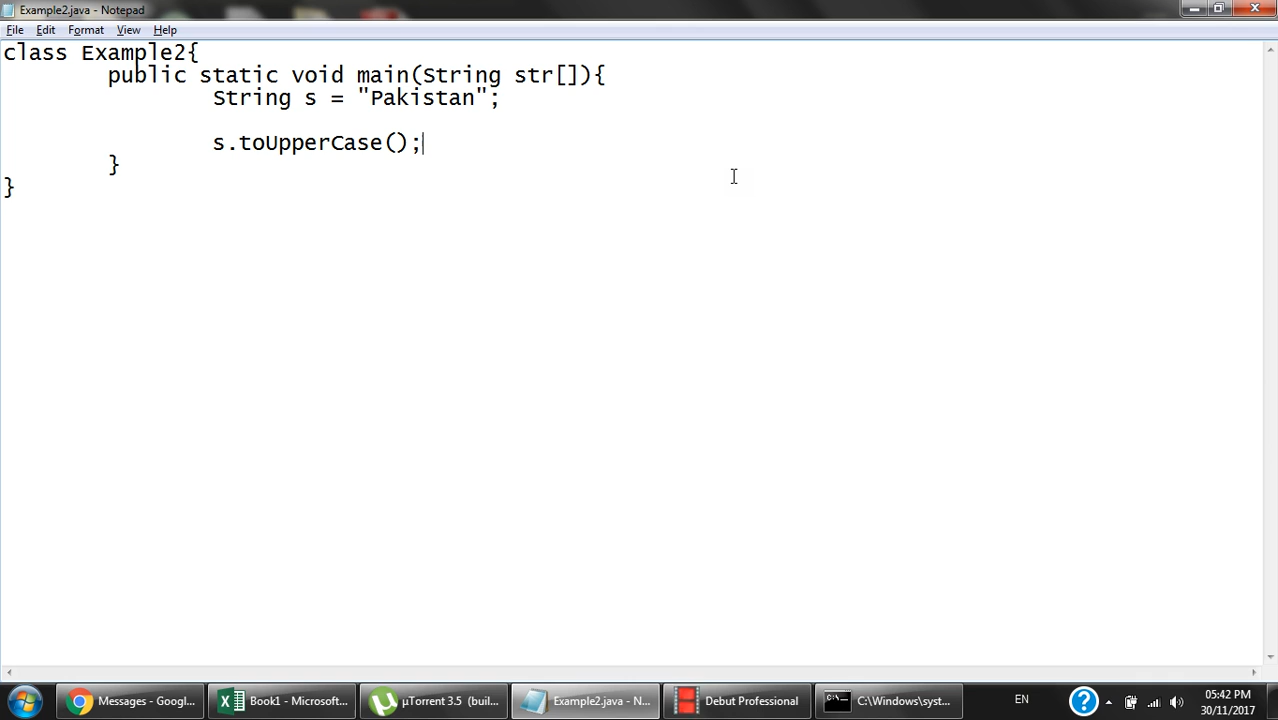 Example2.java - Notepad
File Edit Format View Help
class Example2{
public static void main(String str[]){
String s = "Pakistan";
s.toUpperCase();
}
}
Messages - Googl...
Book1 - Microsoft...
µTorrent 3.5 (buil...
Example2.java - N...
Debut Professional
C:\Windows\syst...
EN
05:42 PM
30/11/2017